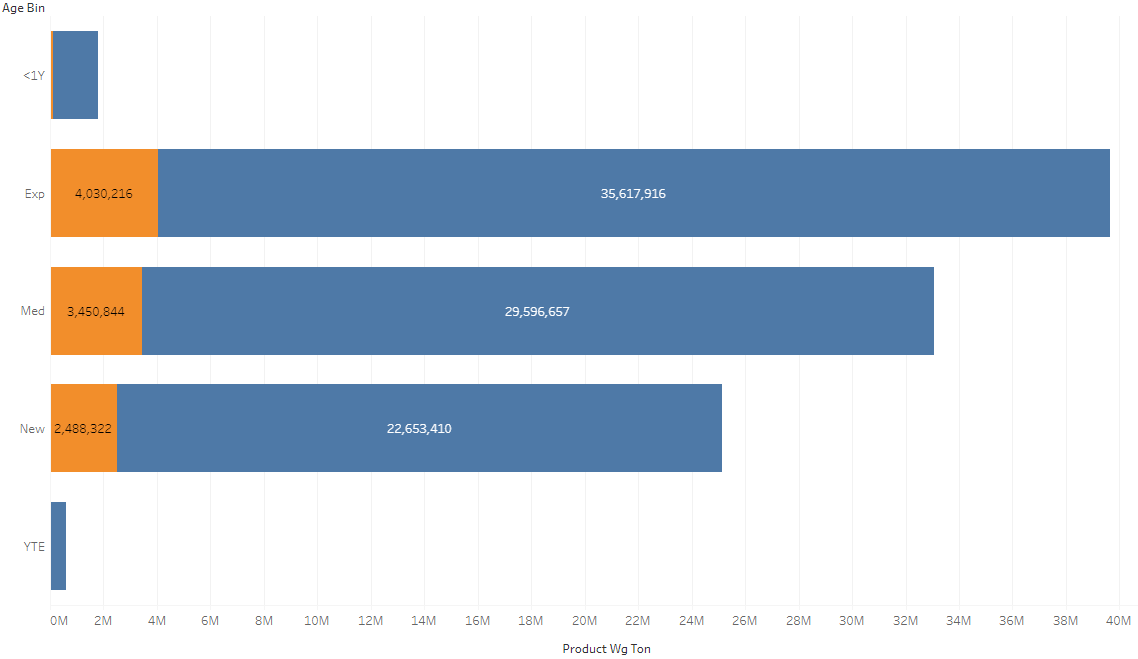 Age Bin
<1Y
Exp 4,030,216 35,617,916
Med 3,450,844 29,596,657
New 2,488,322 22,653,410
YTE
0M 2M 4M 6M 8M 10M 12M 14M 16M 18M 20M 22M 24M 26M 28M 30M 32M 34M 36M 38M 40M
Product Wg Ton